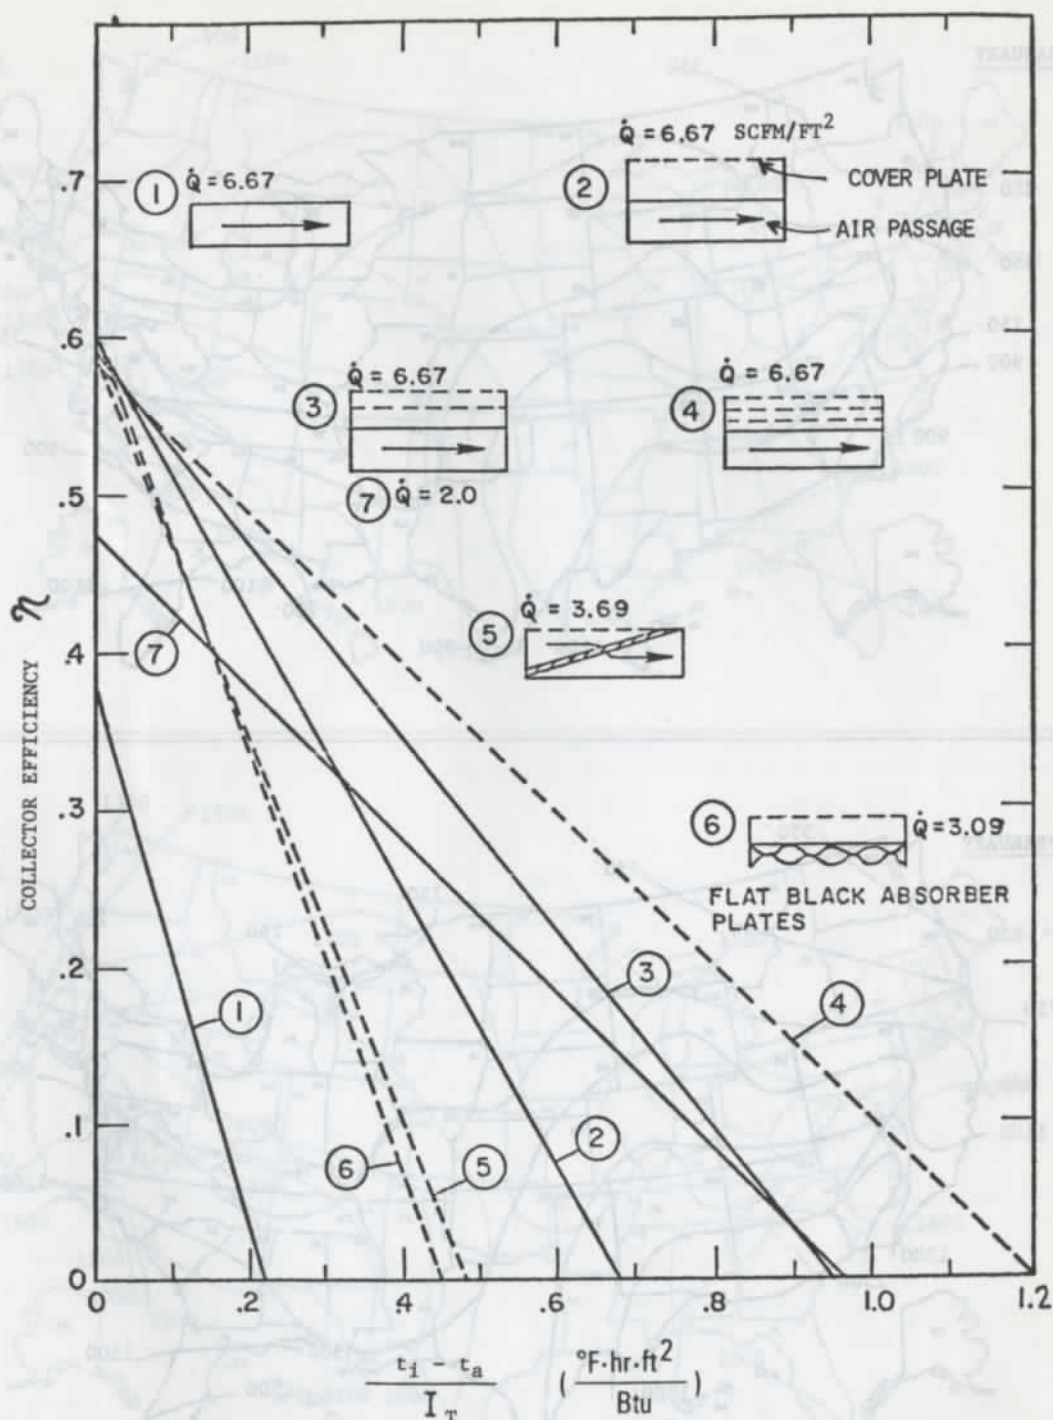 ① Q̇ = 6.67
② Q̇ = 6.67 SCFM/FT²
COVER PLATE
AIR PASSAGE
.7
.6
③ Q̇ = 6.67
④ Q̇ = 6.67
⑦ Q̇ = 2.0
.5
⑤ Q̇ = 3.69
.4
⑦
COLLECTOR EFFICIENCY η
.3
⑥ Q̇ = 3.09
FLAT BLACK ABSORBER
PLATES
.2
①
③
④
.1
⑥
⑤
②
0
0 .2 .4 .6 .8 1.0 1.2
tᵢ - tₐ
I_T
(°F·hr·ft²
Btu)